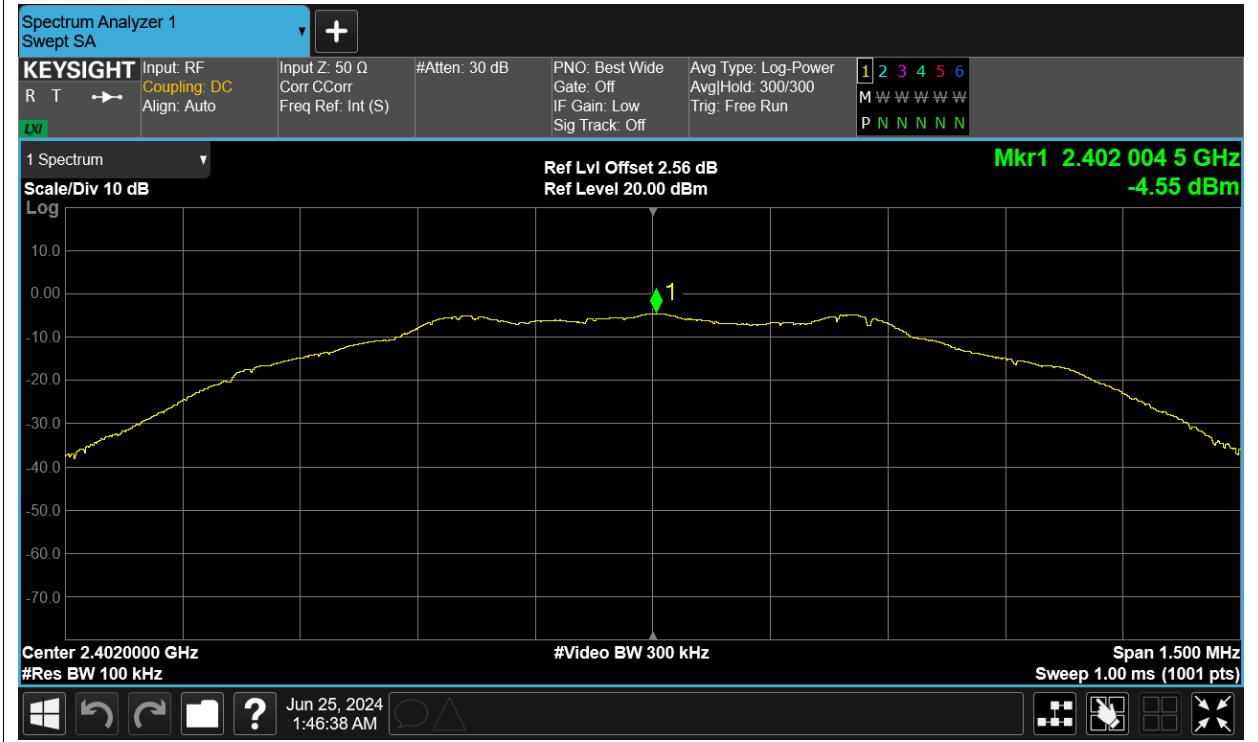 Spectrum Analyzer 1
Swept SA
+
KEYSIGHT
R T
LXI
Input: RF
Coupling: DC
Align: Auto
Input Z: 50 Ω
Corr CCorr
Freq Ref: Int (S)
#Atten: 30 dB
PNO: Best Wide
Gate: Off
IF Gain: Low
Sig Track: Off
Avg Type: Log-Power
Avg|Hold: 300/300
Trig: Free Run
1 2 3 4 5 6
M W W W W W
P N N N N N
1 Spectrum
Scale/Div 10 dB
Log
Ref Lvl Offset 2.56 dB
Ref Level 20.00 dBm
Mkr1 2.402 004 5 GHz
-4.55 dBm
10.0
0.00
-10.0
-20.0
-30.0
-40.0
-50.0
-60.0
-70.0
1
Center 2.4020000 GHz
#Res BW 100 kHz
#Video BW 300 kHz
Span 1.500 MHz
Sweep 1.00 ms (1001 pts)
?
Jun 25, 2024
1:46:38 AM